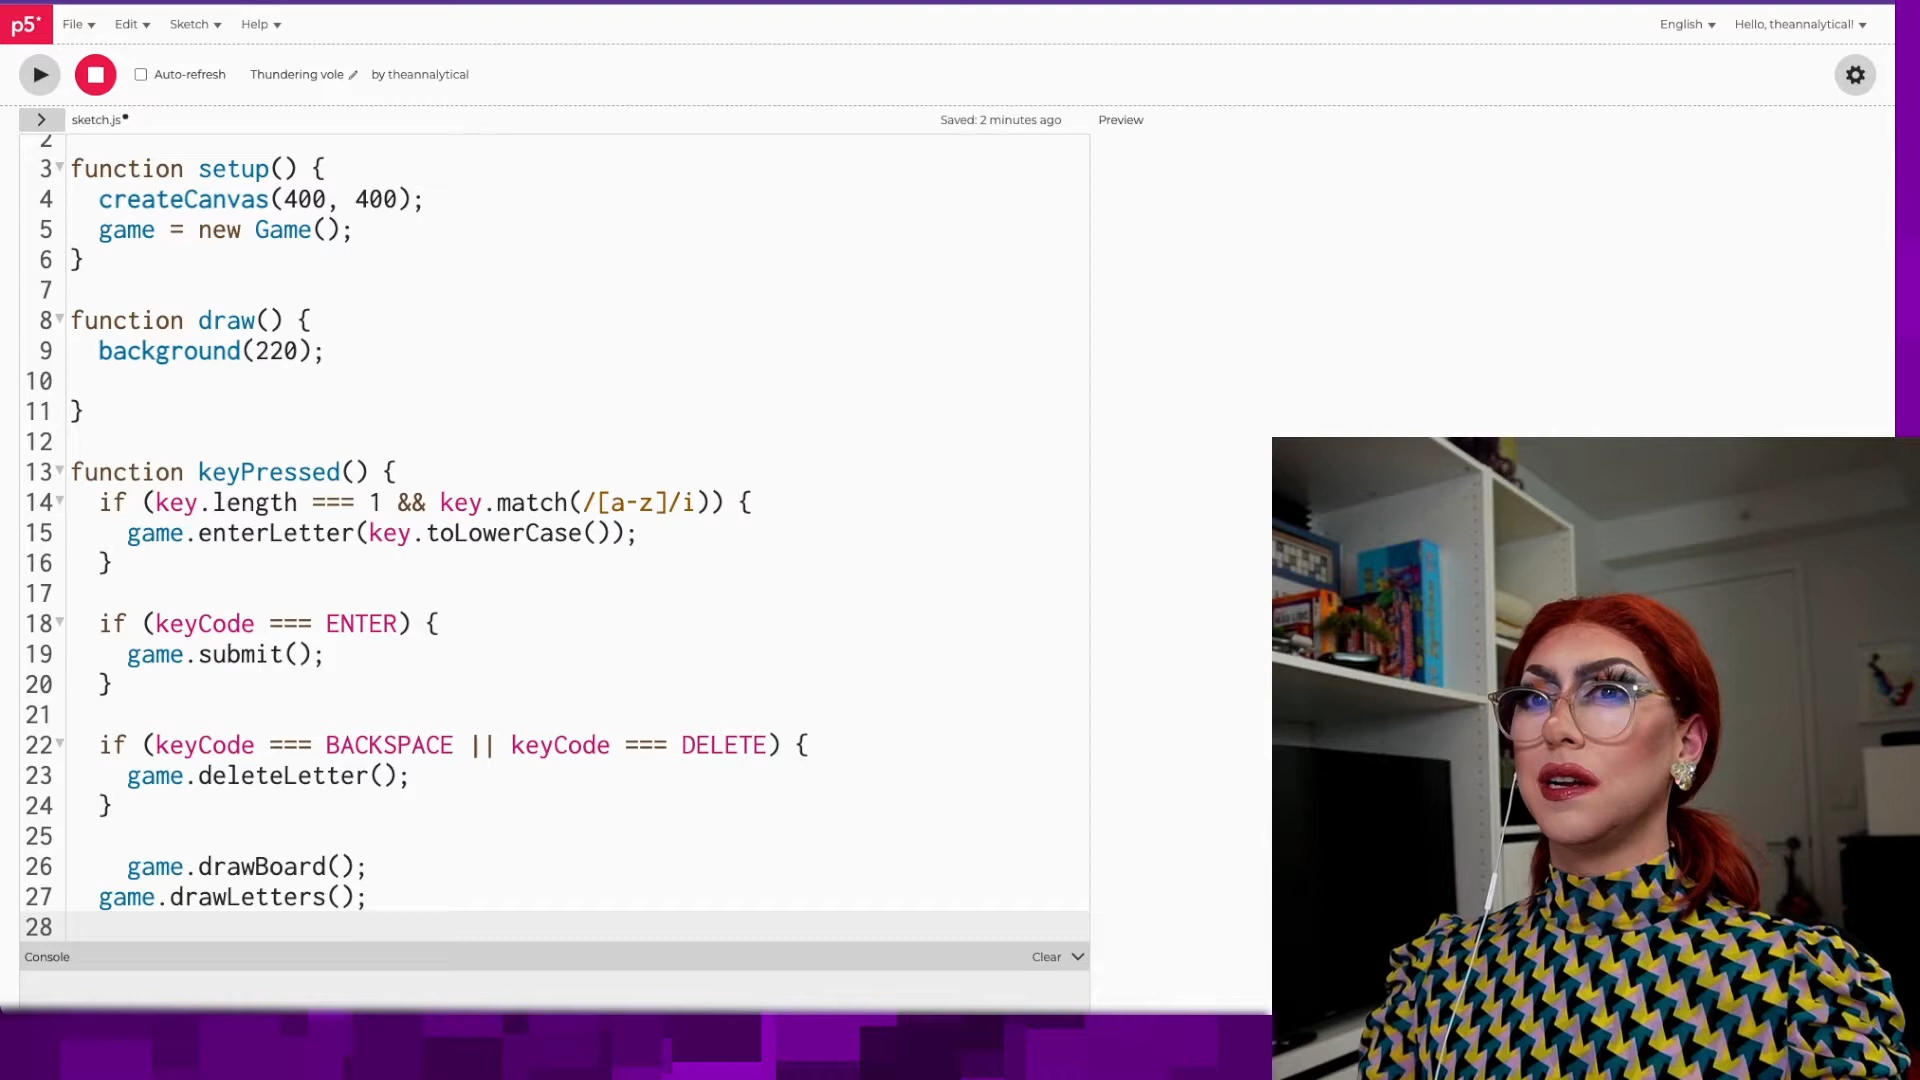 p5* File Edit Sketch Help English Hello, theannalytical!
Auto-refresh Thundering vole by theannalytical
sketch.js Saved: 2 minutes ago Preview
2
3 function setup() {
4 createCanvas(400, 400);
5 game = new Game();
6 }
7
8 function draw() {
9 background(220);
10
11 }
12
13 function keyPressed() {
14 if (key.length === 1 && key.match(/[a-z]/i)) {
15 game.enterLetter(key.toLowerCase());
16 }
17
18 if (keyCode === ENTER) {
19 game.submit();
20 }
21
22 if (keyCode === BACKSPACE || keyCode === DELETE) {
23 game.deleteLetter();
24 }
25
26 game.drawBoard();
27 game.drawLetters();
28
Console Clear